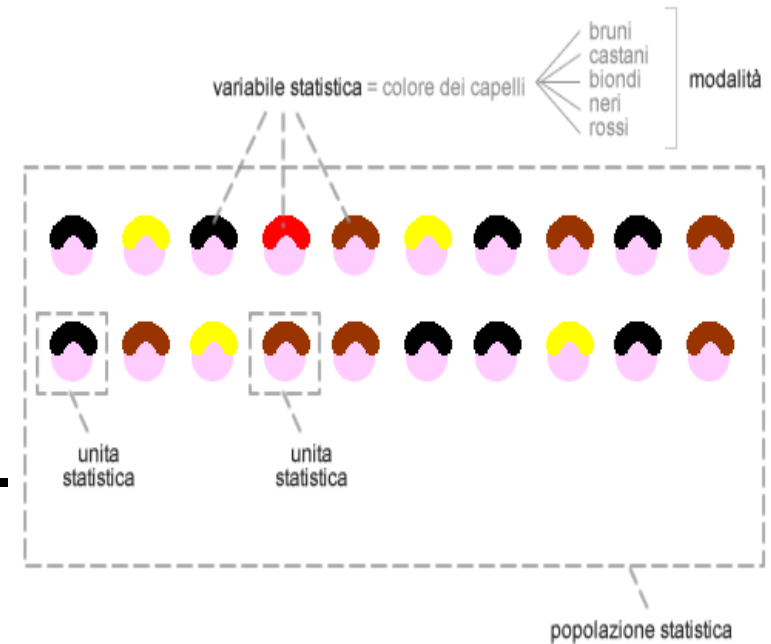 bruni
castani
variabile statistica = colore dei capelli
biondi
modalità
neri
rossi
unita
statistica
unita
statistica
popolazione statistica